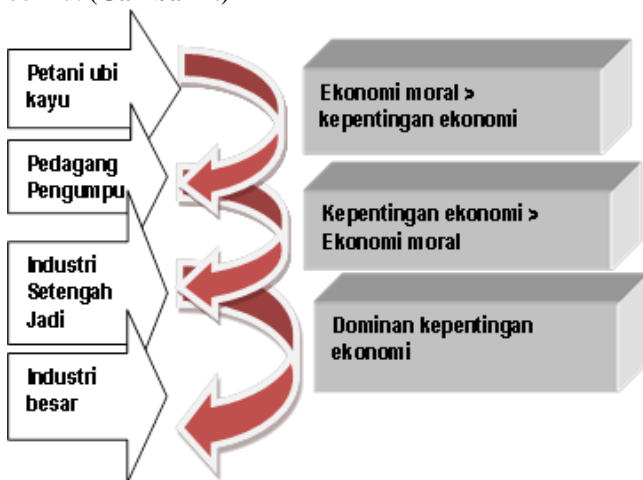 Petani ubi
kayu
Ekonomi moral >
kepentingan ekonomi
Pedagang
Pengumpu
Kepentingan ekonomi >
Ekonomi moral
Industri
Setengah
Jadi
Dominan kepentingan
ekonomi
Industri
besar